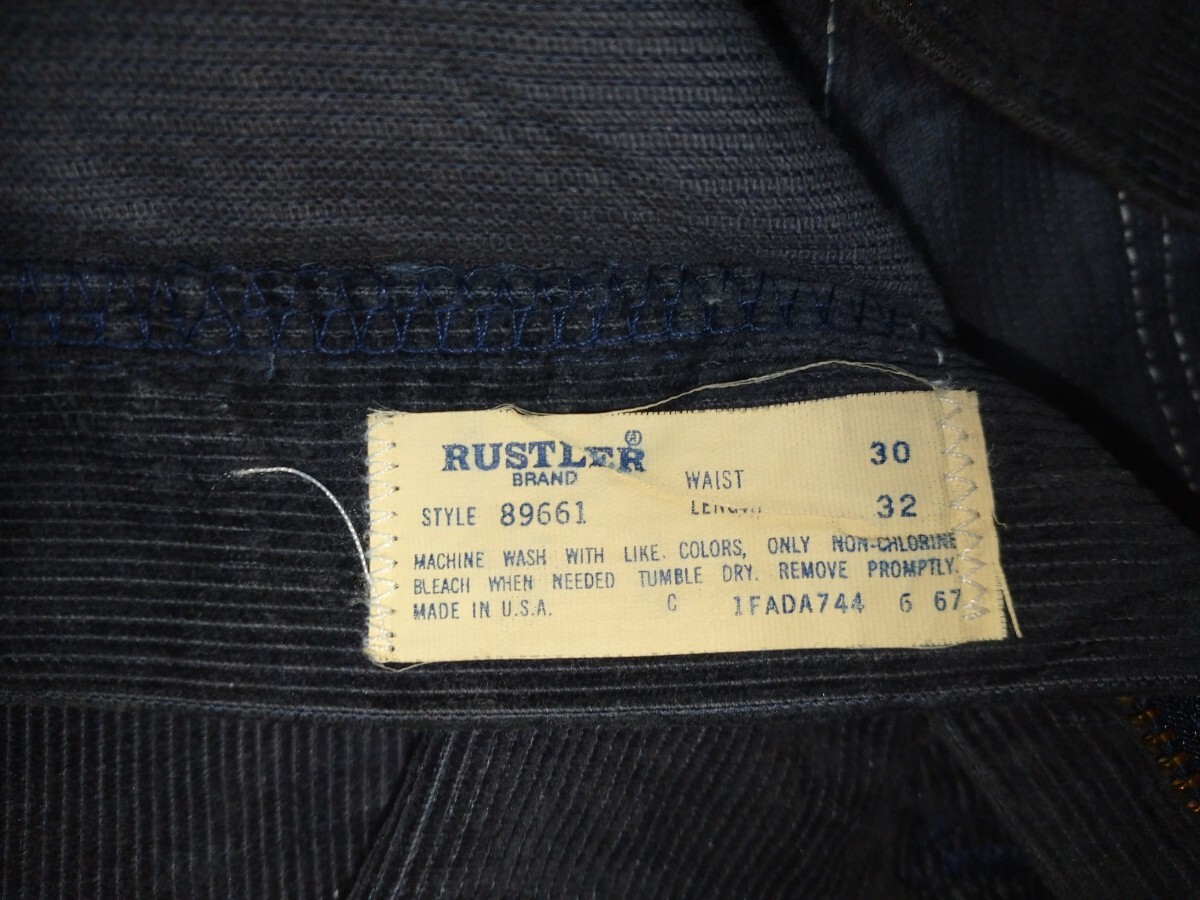 RUSTLER®
BRAND
WAIST 30
STYLE 89661 LENGTH 32
MACHINE WASH WITH LIKE COLORS, ONLY NON-CHLORINE
BLEACH WHEN NEEDED TUMBLE DRY. REMOVE PROMPTLY.
MADE IN U.S.A. C 1FADA744 6 67